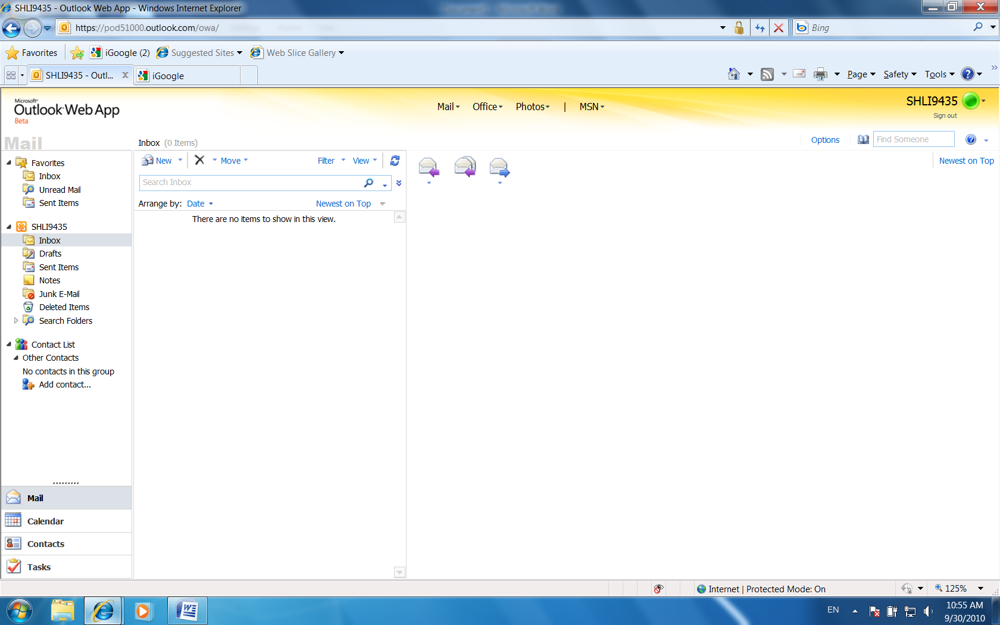 SHLI9435 - Outlook Web App - Windows Internet Explorer
https://pod51000.outlook.com/owa/
Bing
Favorites
iGoogle (2)
Suggested Sites
Web Slice Gallery
SHLI9435 - Outl...
iGoogle
Page
Safety
Tools
Microsoft®
Outlook Web App
Beta
Mail
Office
Photos
|
MSN
SHLI9435
Sign out
Mail
Inbox (0 Items)
Options
Find Someone
Favorites
Inbox
Unread Mail
Sent Items
SHLI9435
Inbox
Drafts
Sent Items
Notes
Junk E-Mail
Deleted Items
Search Folders
Contact List
Other Contacts
No contacts in this group
Add contact...
Mail
Calendar
Contacts
Tasks
New
Move
Filter
View
Search Inbox
Arrange by: Date
Newest on Top
There are no items to show in this view.
Newest on Top
Internet | Protected Mode: On
125%
EN
10:55 AM
9/30/2010